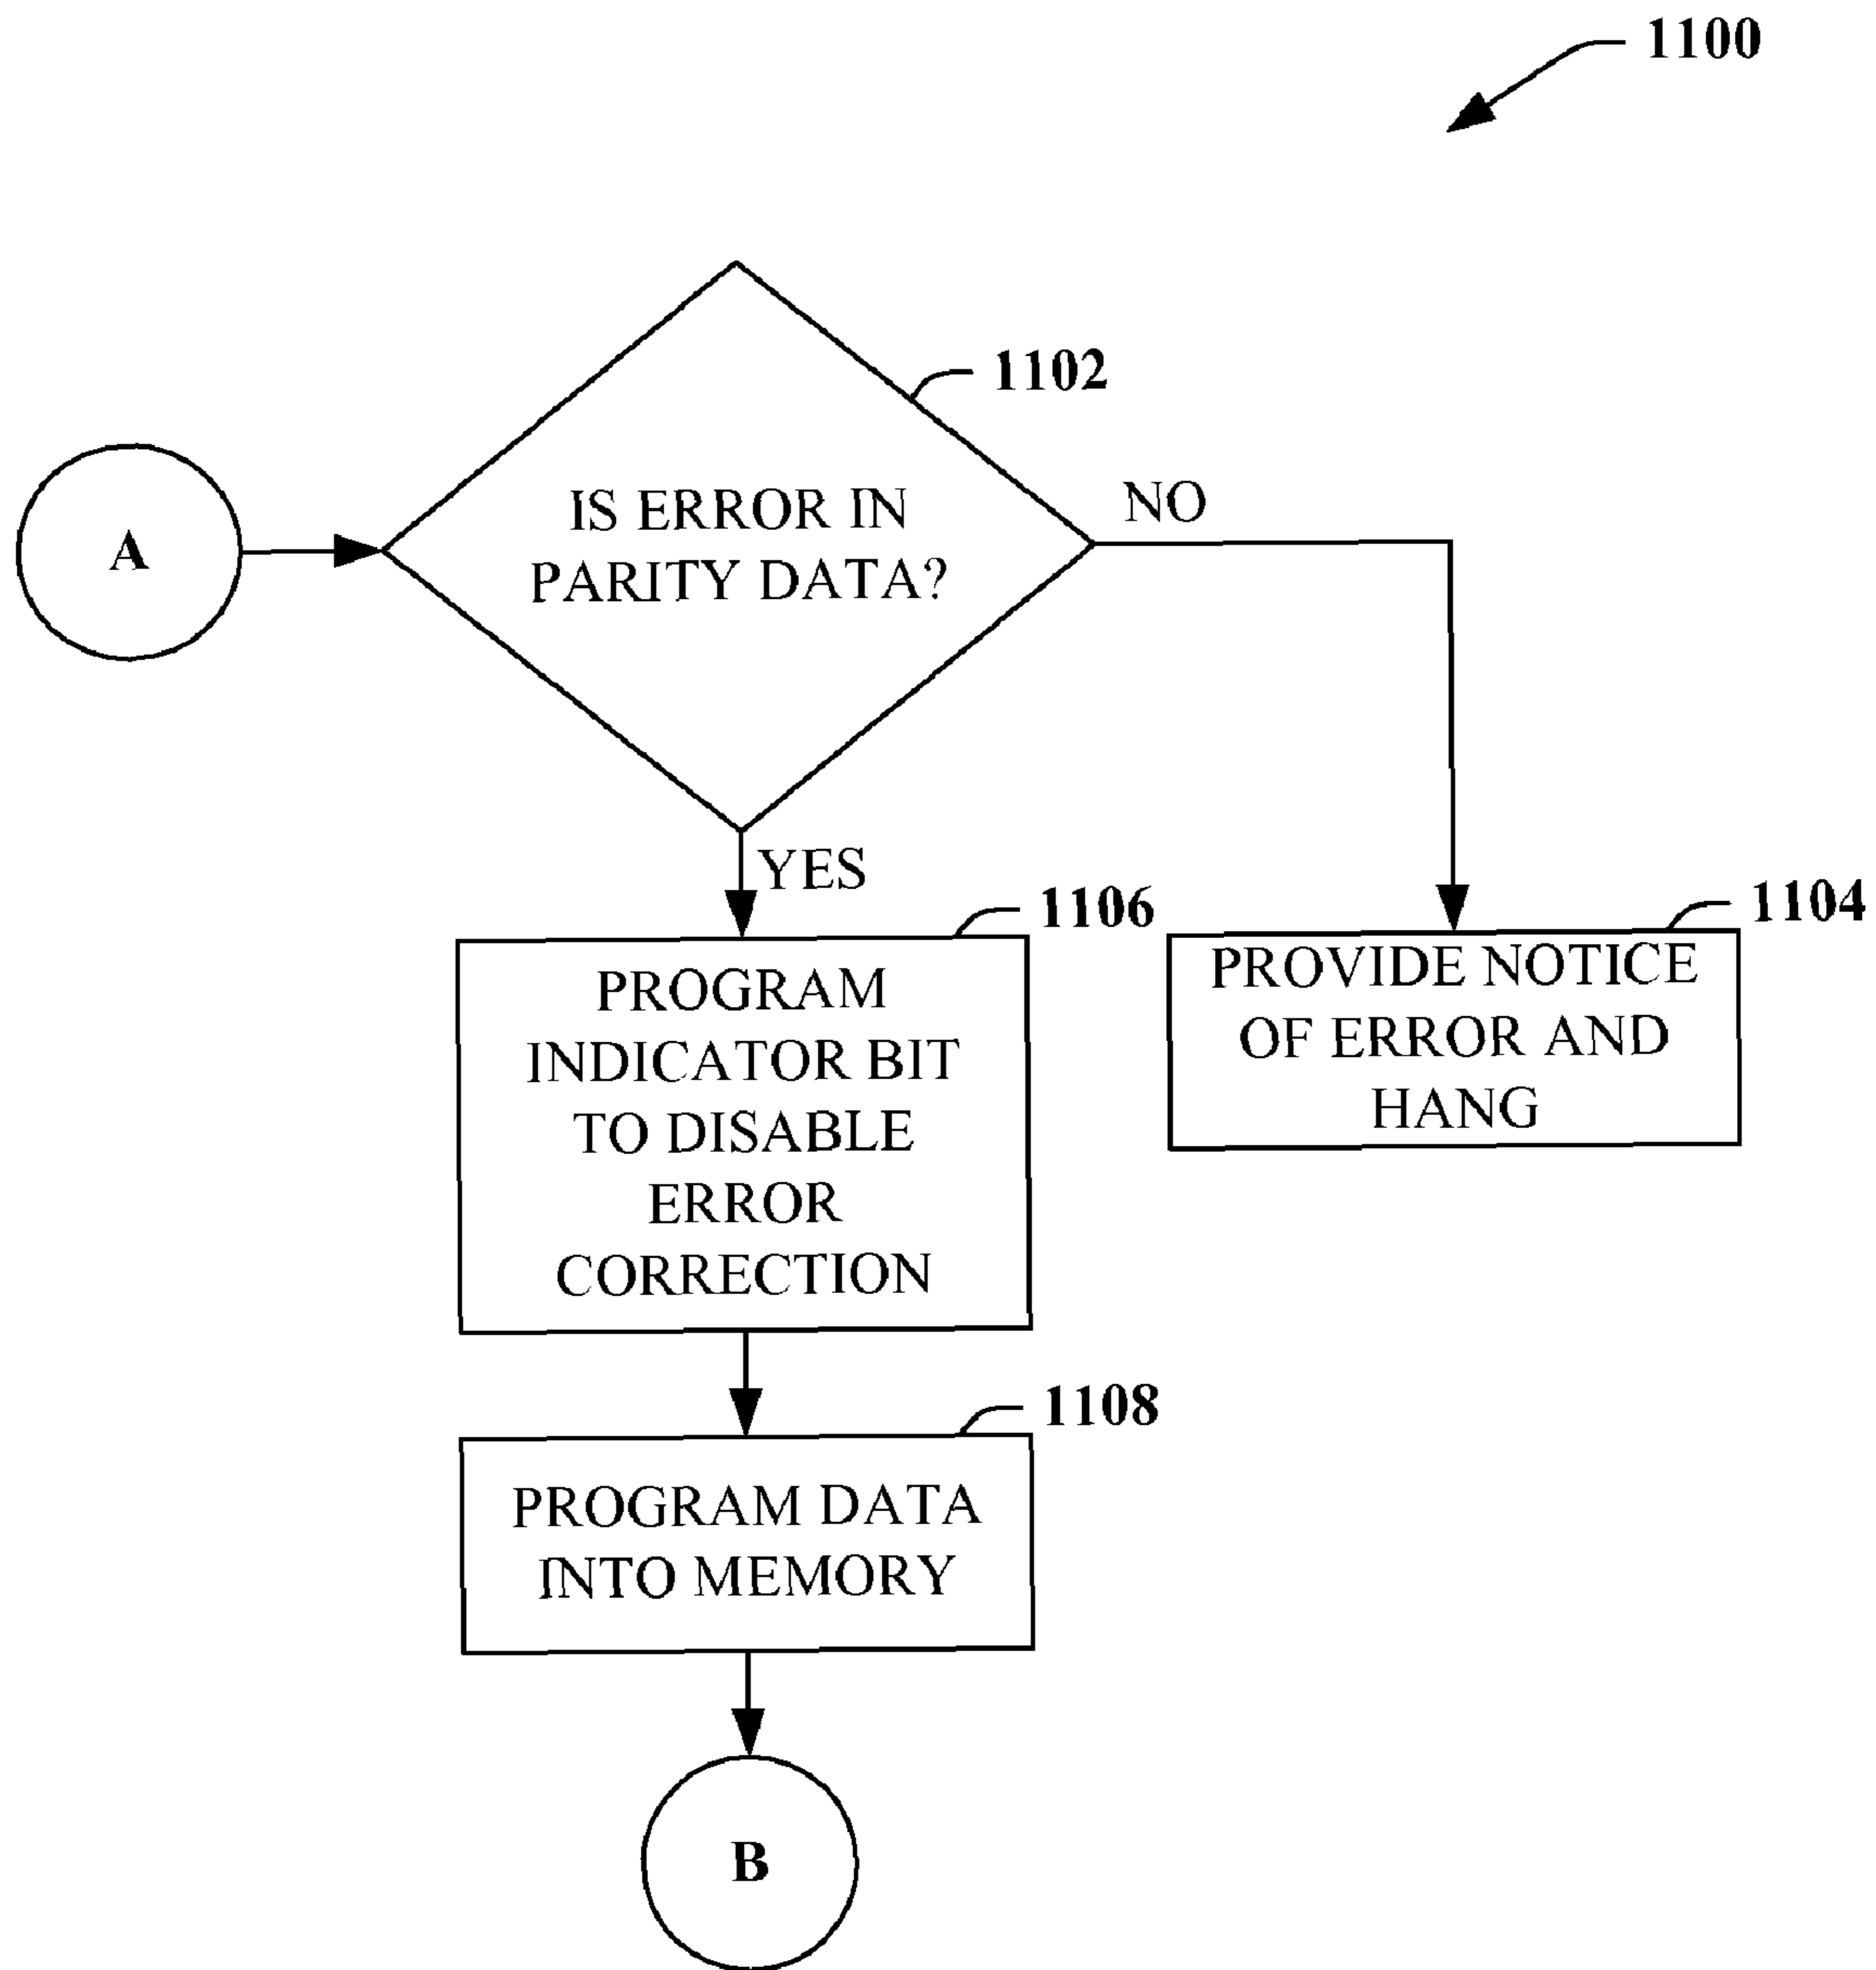 1100
1102
IS ERROR IN
PARITY DATA?
A
NO
YES
1106
PROGRAM
INDICATOR BIT
TO DISABLE
ERROR
CORRECTION
1104
PROVIDE NOTICE
OF ERROR AND
HANG
1108
PROGRAM DATA
INTO MEMORY
B